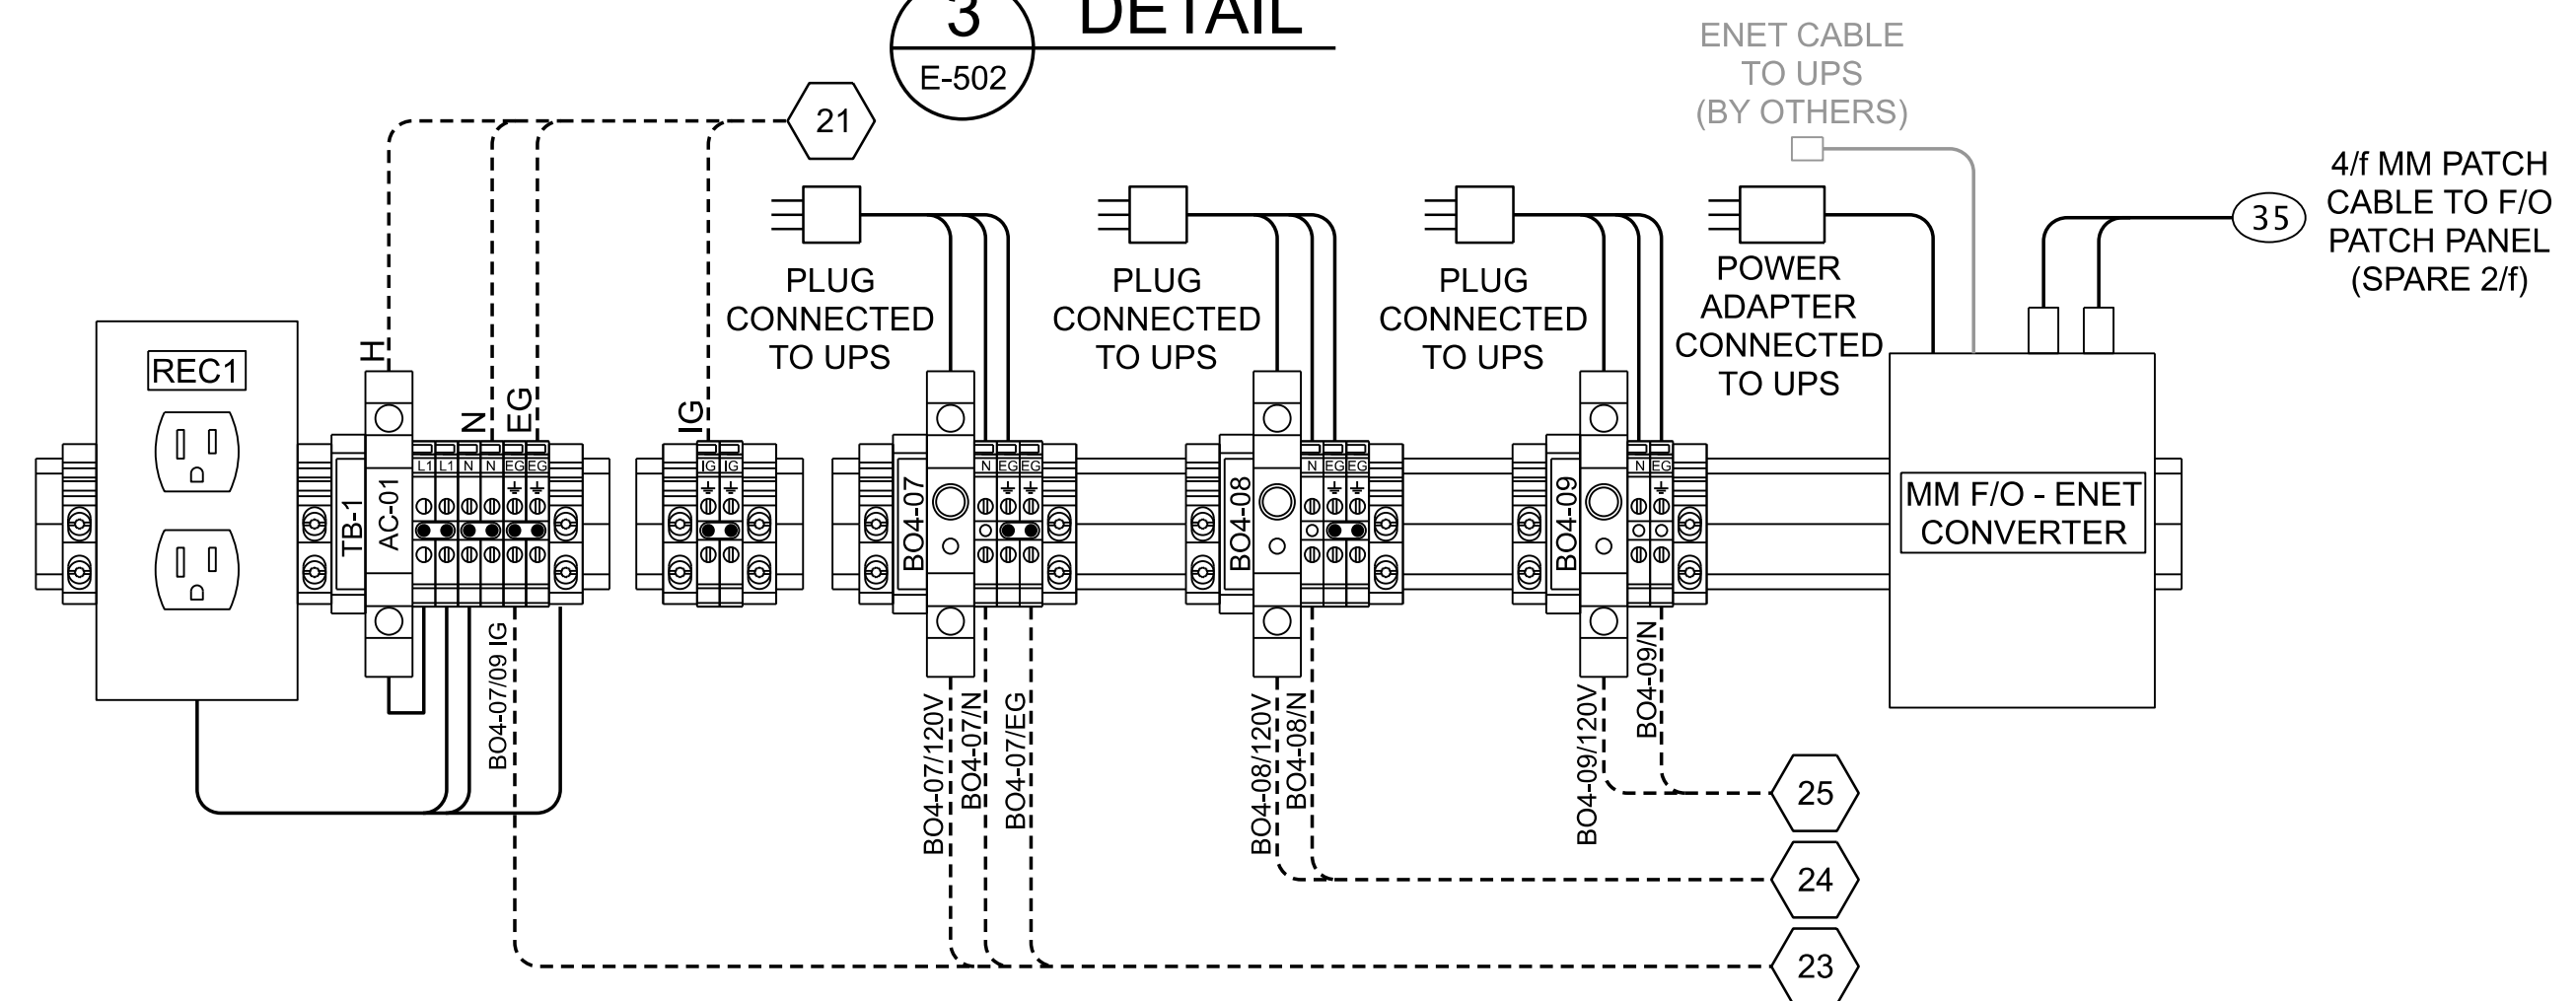 3 DETAIL
E-502
ENET CABLE
TO UPS
(BY OTHERS)
21
4/f MM PATCH
CABLE TO F/O
PATCH PANEL
(SPARE 2/f)
35
PLUG
CONNECTED
TO UPS
PLUG
CONNECTED
TO UPS
PLUG
CONNECTED
TO UPS
POWER
ADAPTER
CONNECTED
TO UPS
REC1
H
N
EG
IG
TB-1
AC-01
L1 L1 N N EG EG
IG IG
BO4-07
N EG EG
BO4-08
N EG EG
BO4-09
N EG
MM F/O - ENET
CONVERTER
BO4-07/09 IG
BO4-07/120V
BO4-07/N
BO4-07/EG
BO4-08/120V
BO4-08/N
BO4-09/120V
BO4-09/N
25
24
23